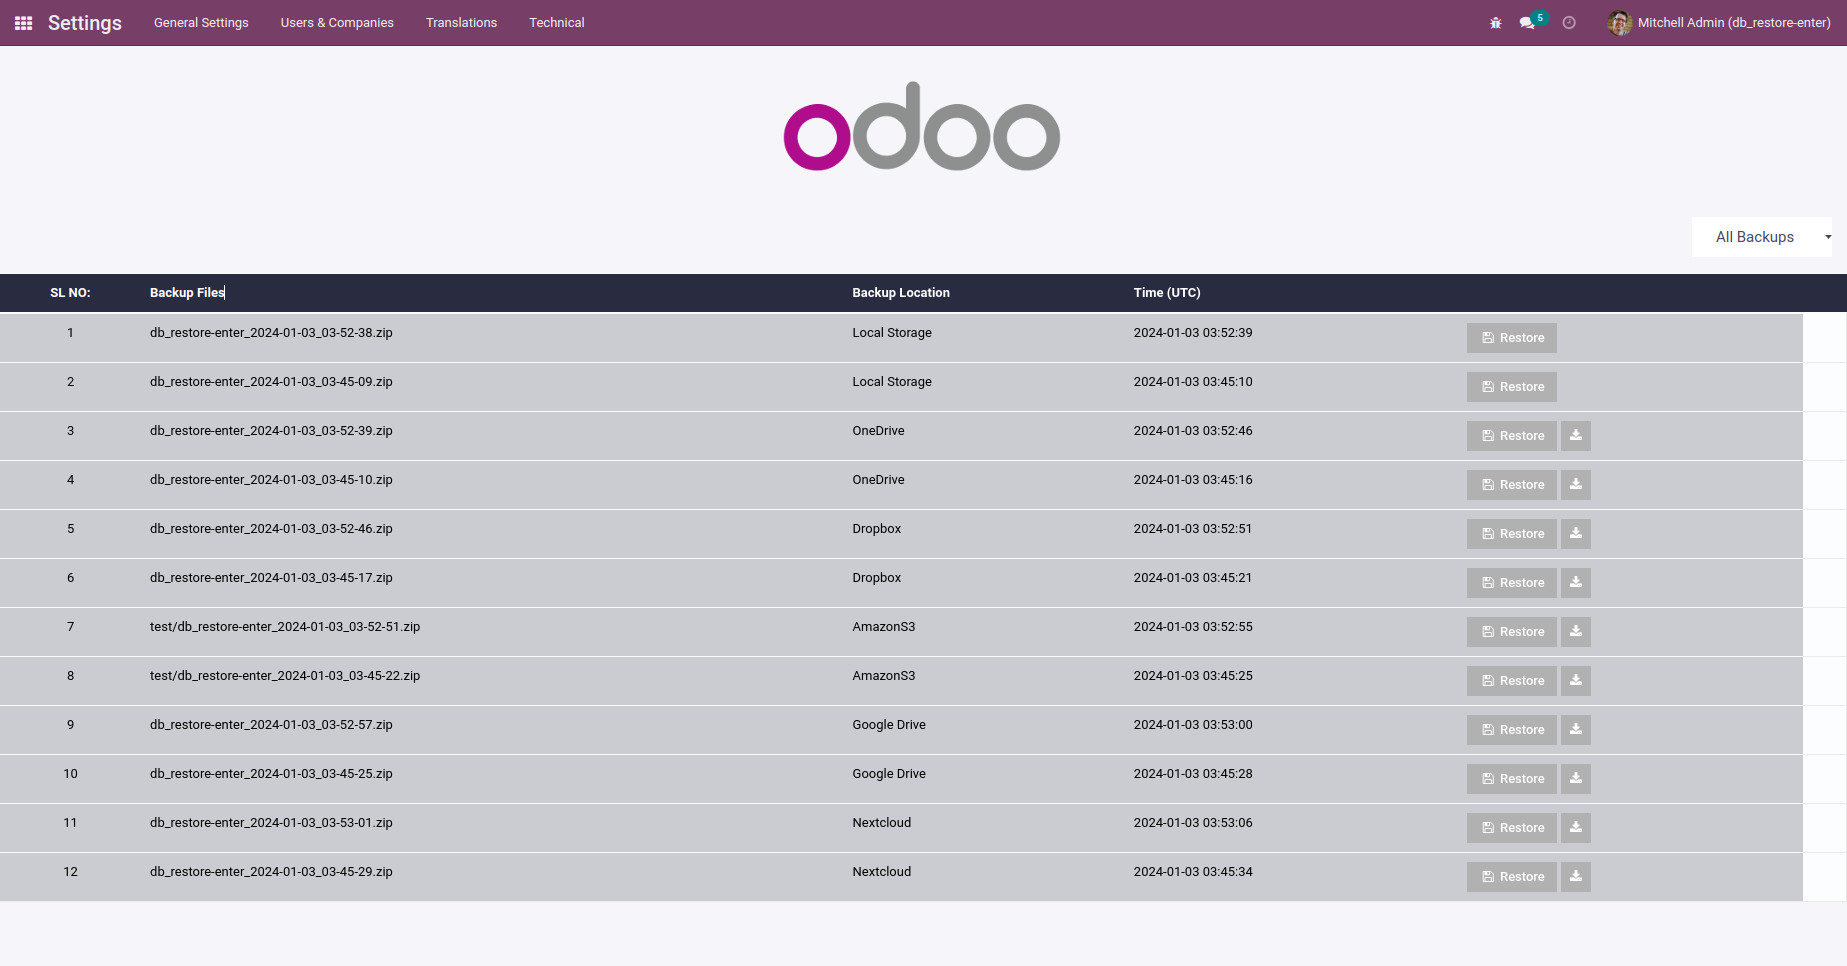 Settings General Settings Users & Companies Translations Technical 5 Mitchell Admin (db_restore-enter)
odoo
All Backups
SL NO: Backup Files Backup Location Time (UTC)
1 db_restore-enter_2024-01-03_03-52-38.zip Local Storage 2024-01-03 03:52:39 Restore
2 db_restore-enter_2024-01-03_03-45-09.zip Local Storage 2024-01-03 03:45:10 Restore
3 db_restore-enter_2024-01-03_03-52-39.zip OneDrive 2024-01-03 03:52:46 Restore
4 db_restore-enter_2024-01-03_03-45-10.zip OneDrive 2024-01-03 03:45:16 Restore
5 db_restore-enter_2024-01-03_03-52-46.zip Dropbox 2024-01-03 03:52:51 Restore
6 db_restore-enter_2024-01-03_03-45-17.zip Dropbox 2024-01-03 03:45:21 Restore
7 test/db_restore-enter_2024-01-03_03-52-51.zip AmazonS3 2024-01-03 03:52:55 Restore
8 test/db_restore-enter_2024-01-03_03-45-22.zip AmazonS3 2024-01-03 03:45:25 Restore
9 db_restore-enter_2024-01-03_03-52-57.zip Google Drive 2024-01-03 03:53:00 Restore
10 db_restore-enter_2024-01-03_03-45-25.zip Google Drive 2024-01-03 03:45:28 Restore
11 db_restore-enter_2024-01-03_03-53-01.zip Nextcloud 2024-01-03 03:53:06 Restore
12 db_restore-enter_2024-01-03_03-45-29.zip Nextcloud 2024-01-03 03:45:34 Restore